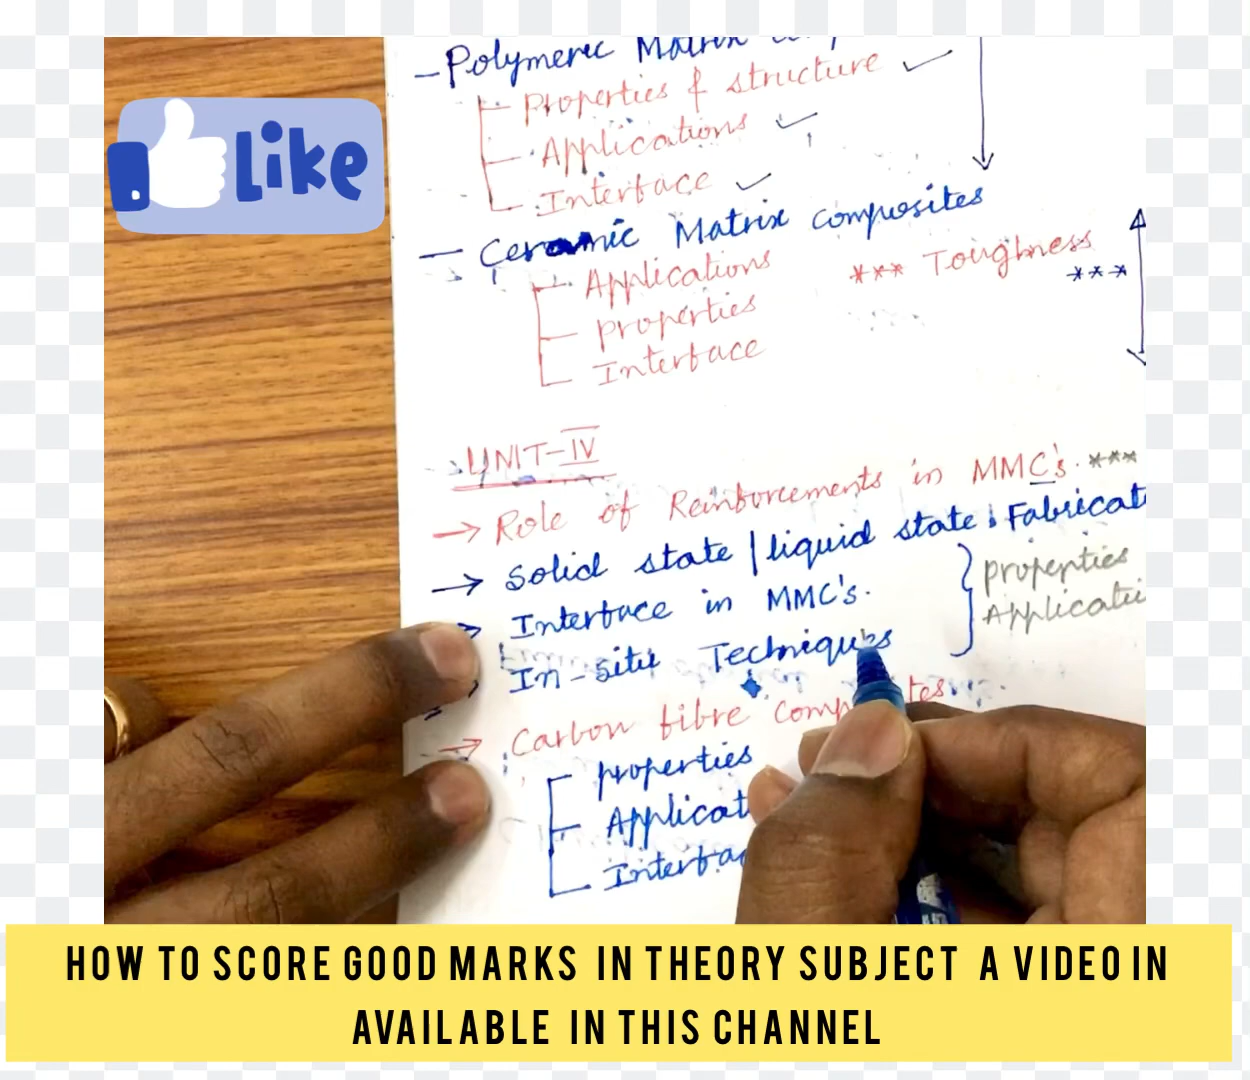 - Polymeric Matrix
Properties & structure
Applications
Interface
- Ceramic Matrix composites
Applications
*** Toughness
***
properties
Interface
UNIT-IV
→ Role of Reinforcements in MMC's. ***
→ Solid state / liquid state
Interface in MMC's.
properties
In-situ Techniques
→ Carbon fibre
properties
Like
HOW TO SCORE GOOD MARKS IN THEORY SUBJECT A VIDEO IN
AVAILABLE IN THIS CHANNEL